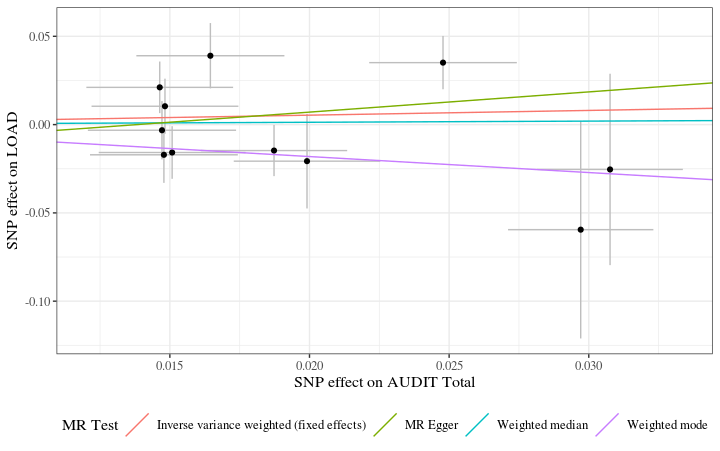 0.05
0.00
-0.05
-0.10
SNP effect on LOAD
0.015 0.020 0.025 0.030
SNP effect on AUDIT Total
MR Test Inverse variance weighted (fixed effects) MR Egger Weighted median Weighted mode